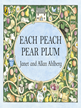 EACH PEACH
PEAR PLUM
Janet and Allan Ahlberg